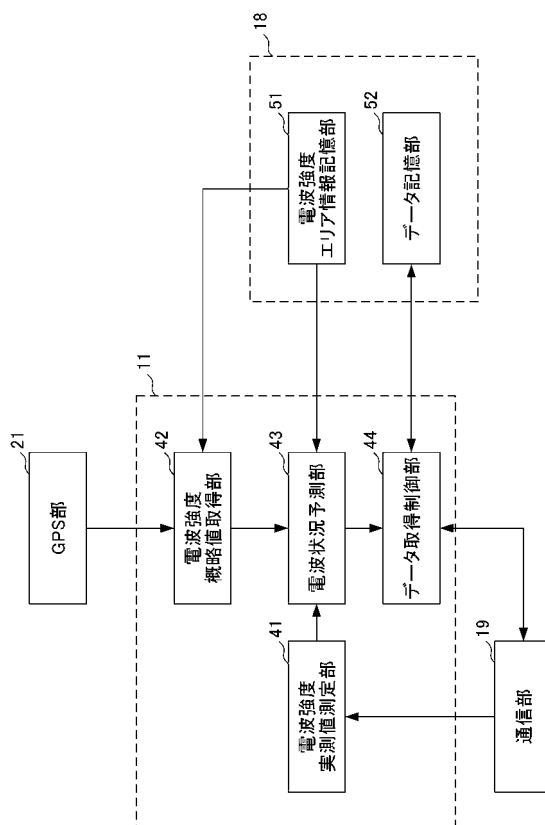 21
GPS部
11
18
42
電波強度
概略値取得部
51
電波強度
エリア情報記憶部
41
電波強度
実測値測定部
43
電波状況予測部
44
データ取得制御部
52
データ記憶部
19
通信部